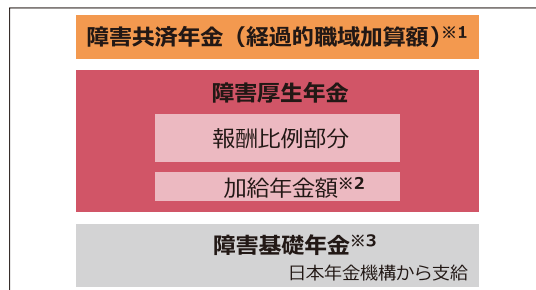 障害共済年金（経過的職域加算額）※1
障害厚生年金
報酬比例部分
加給年金額※2
障害基礎年金※3
日本年金機構から支給